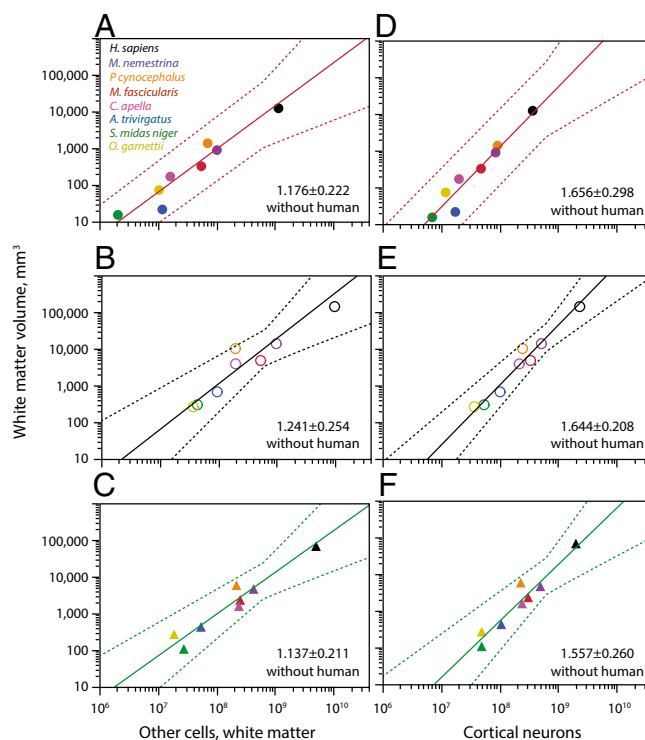 A
D
H. sapiens
M. nemestrina
P cynocephalus
M. fascicularis
C. apella
A. trivirgatus
S. midas niger
O. garnettii
100,000
10,000
1,000
100
10
1.176±0.222
without human
1.656±0.298
without human
B
E
White matter volume, mm³
100,000
10,000
1,000
100
10
1.241±0.254
without human
1.644±0.208
without human
C
F
100,000
10,000
1,000
100
10
1.137±0.211
without human
1.557±0.260
without human
10⁶ 10⁷ 10⁸ 10⁹ 10¹⁰
10⁶ 10⁷ 10⁸ 10⁹ 10¹⁰
Other cells, white matter
Cortical neurons